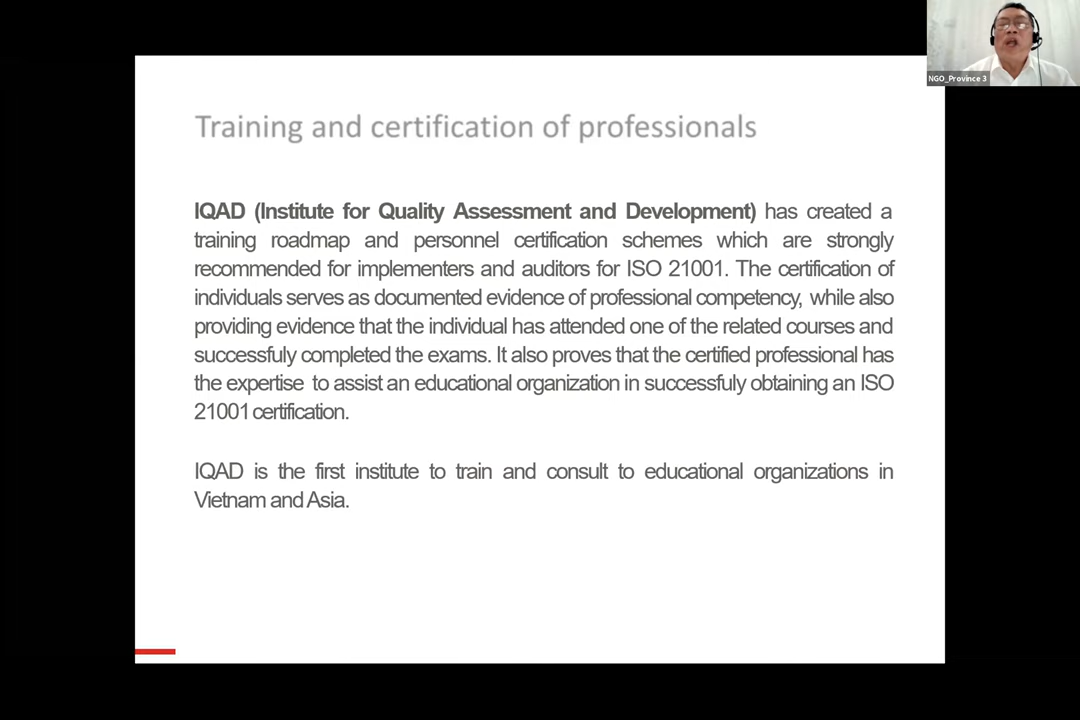 NGO_Province 3
Training and certification of professionals
IQAD (Institute for Quality Assessment and Development) has created a
training roadmap and personnel certification schemes which are strongly
recommended for implementers and auditors for ISO 21001. The certification of
individuals serves as documented evidence of professional competency, while also
providing evidence that the individual has attended one of the related courses and
successfuly completed the exams. It also proves that the certified professional has
the expertise to assist an educational organization in successfuly obtaining an ISO
21001 certification.
IQAD is the first institute to train and consult to educational organizations in
Vietnam and Asia.